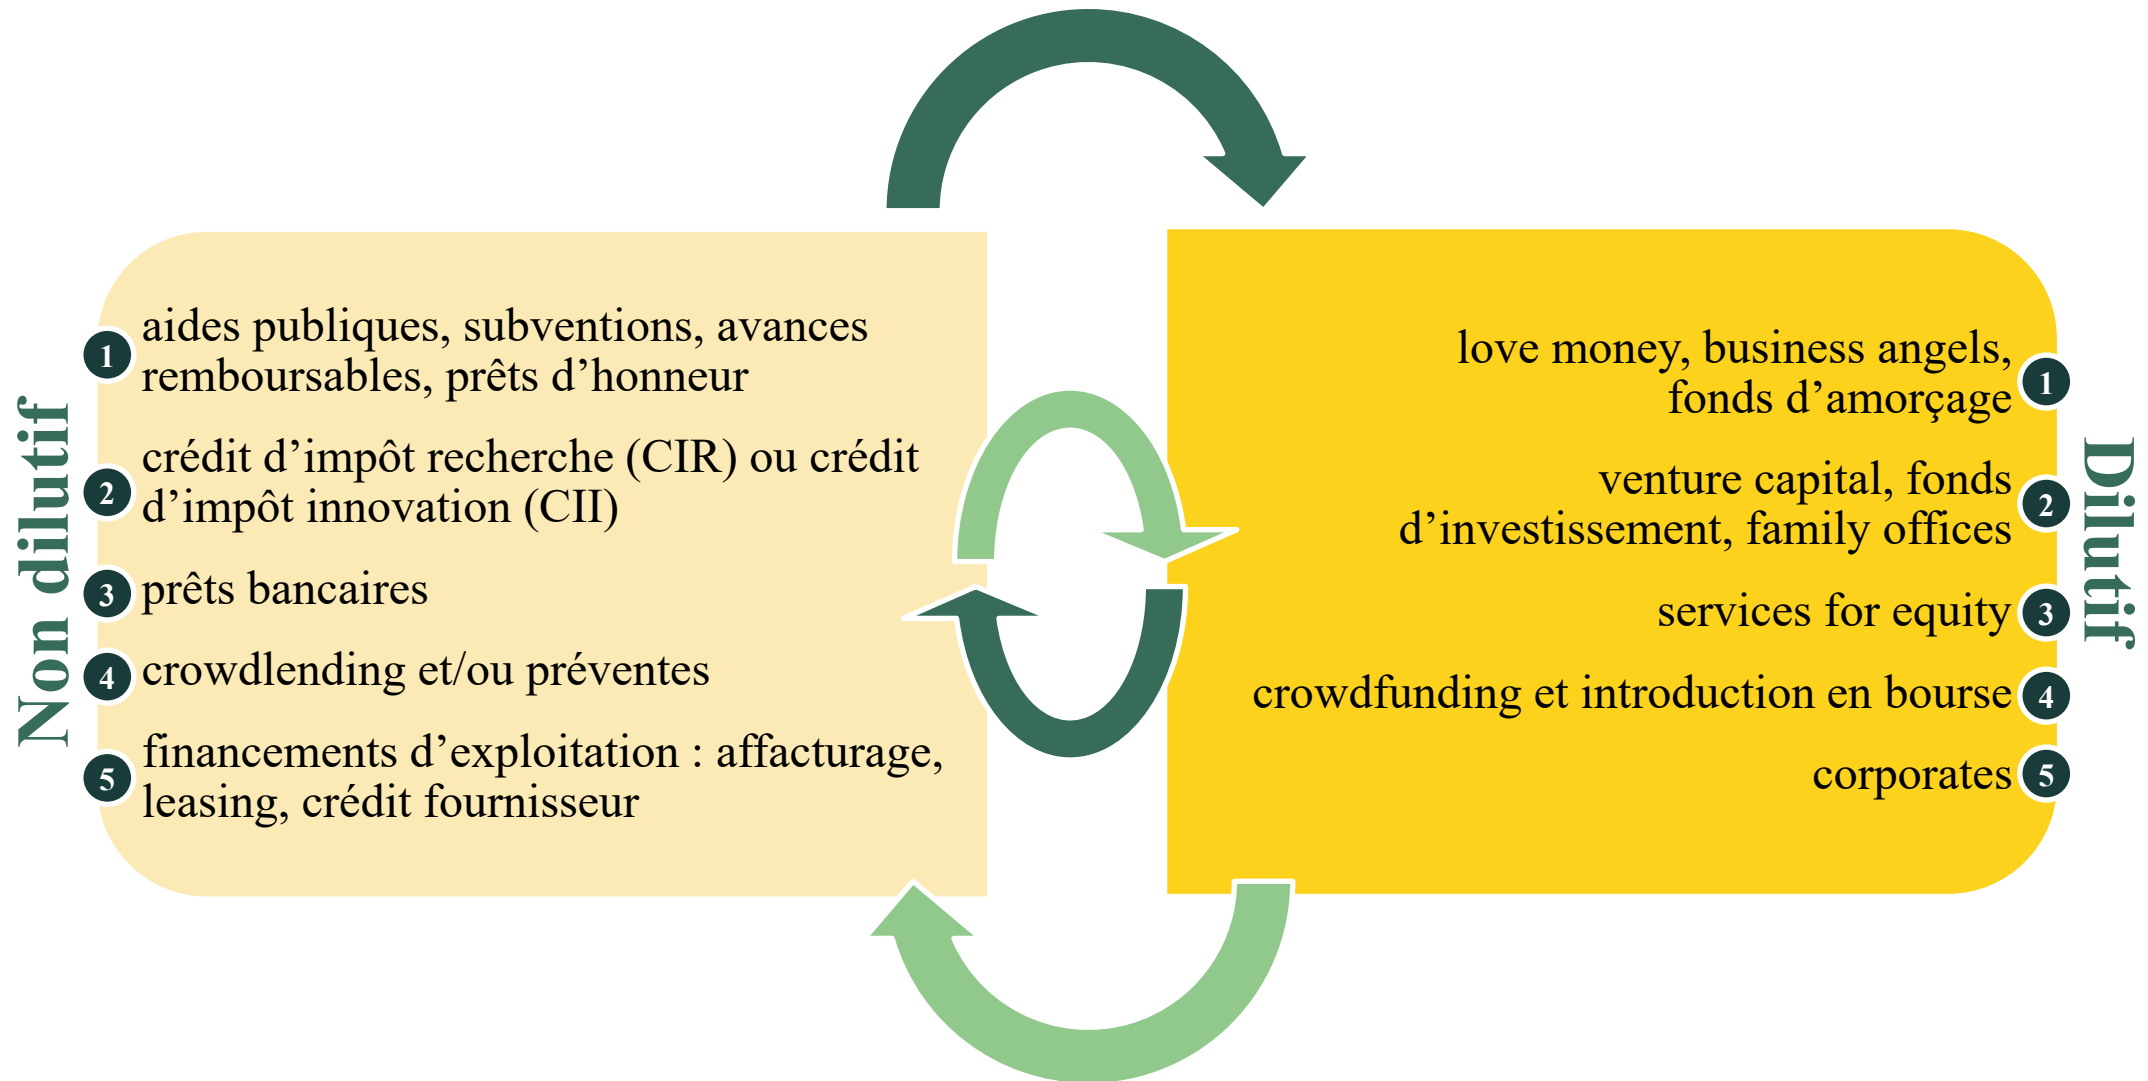 Non dilutif
1
aides publiques, subventions, avances
remboursables, prêts d’honneur
2
crédit d’impôt recherche (CIR) ou crédit
d’impôt innovation (CII)
3
prêts bancaires
4
crowdlending et/ou préventes
5
financements d’exploitation : affacturage,
leasing, crédit fournisseur
Dilutif
love money, business angels,
fonds d’amorçage
1
venture capital, fonds
d’investissement, family offices
2
services for equity
3
crowdfunding et introduction en bourse
4
corporates
5